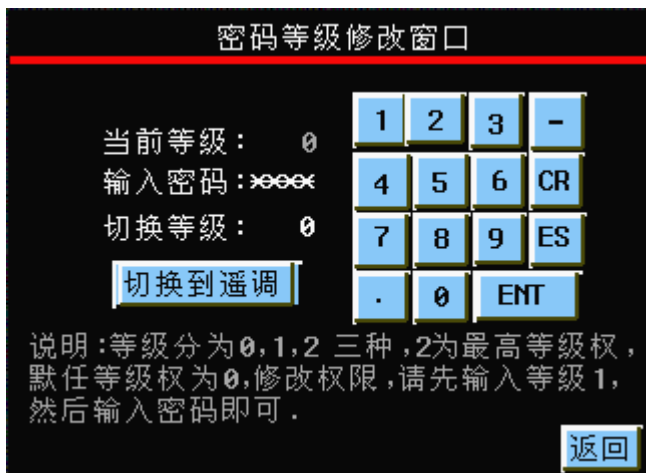 密码等级修改窗口
当前等级: 0
输入密码:××××
切换等级: 0
切换到遥调
1 2 3 -
4 5 6 CR
7 8 9 ES
. 0 ENT
说明:等级分为0,1,2 三种,2为最高等级权,
默任等级权为0,修改权限,请先输入等级1,
然后输入密码即可.
返回